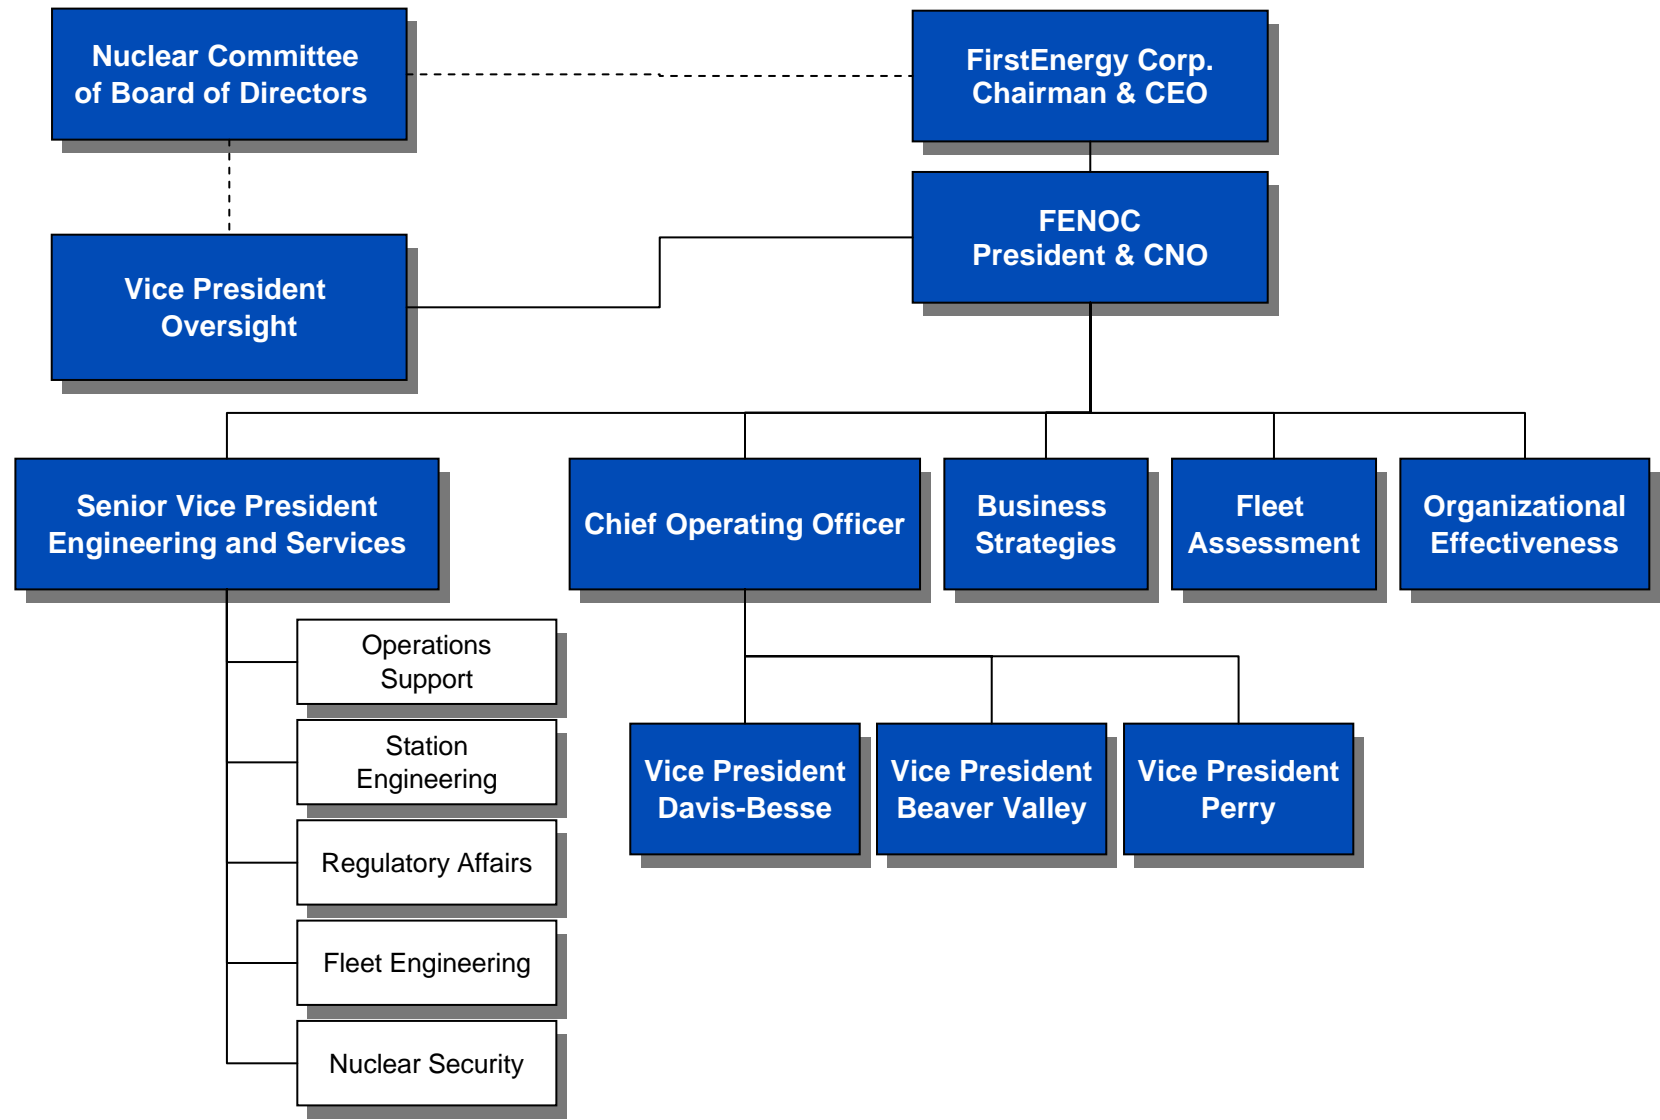 Nuclear Committee
of Board of Directors
FirstEnergy Corp.
Chairman & CEO
FENOC
President & CNO
Vice President
Oversight
Senior Vice President
Engineering and Services
Chief Operating Officer
Business
Strategies
Fleet
Assessment
Organizational
Effectiveness
Operations
Support
Station
Engineering
Regulatory Affairs
Fleet Engineering
Nuclear Security
Vice President
Davis-Besse
Vice President
Beaver Valley
Vice President
Perry